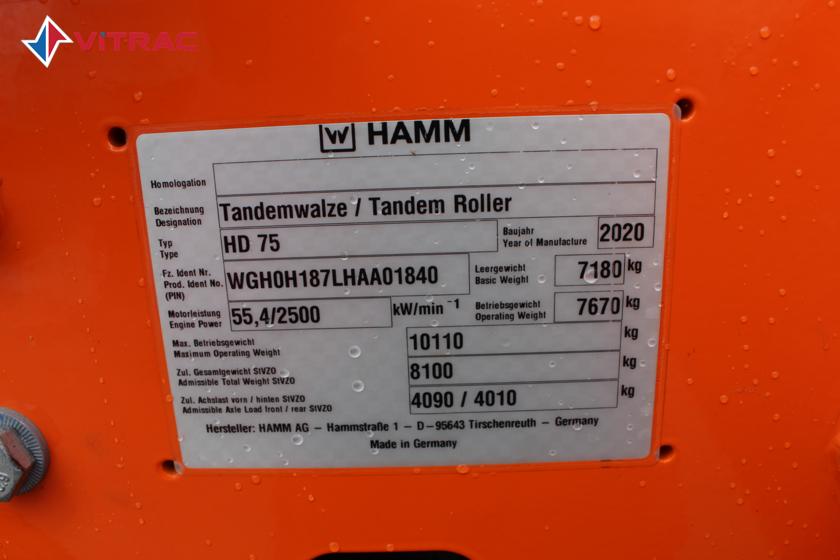 VITRAC
W HAMM
Homologation
Bezeichnung
Designation
Tandemwalze / Tandem Roller
Typ
Type
HD 75
Baujahr
Year of Manufacture
2020
Fz. Ident Nr.
Prod. Ident No.
(PIN)
WGH0H187LHAA01840
Leergewicht
Basic Weight
7180 kg
Motorleistung
Engine Power
55,4/2500 kW/min⁻¹
Betriebsgewicht
Operating Weight
7670 kg
Max. Betriebsgewicht
Maximum Operating Weight
10110 kg
Zul. Gesamtgewicht StVZO
Admissible Total Weight StVZO
8100 kg
Zul. Achslast vorn / hinten StVZO
Admissible Axle Load front / rear StVZO
4090 / 4010 kg
Hersteller: HAMM AG – Hammstraße 1 – D-95643 Tirschenreuth – Germany
Made in Germany